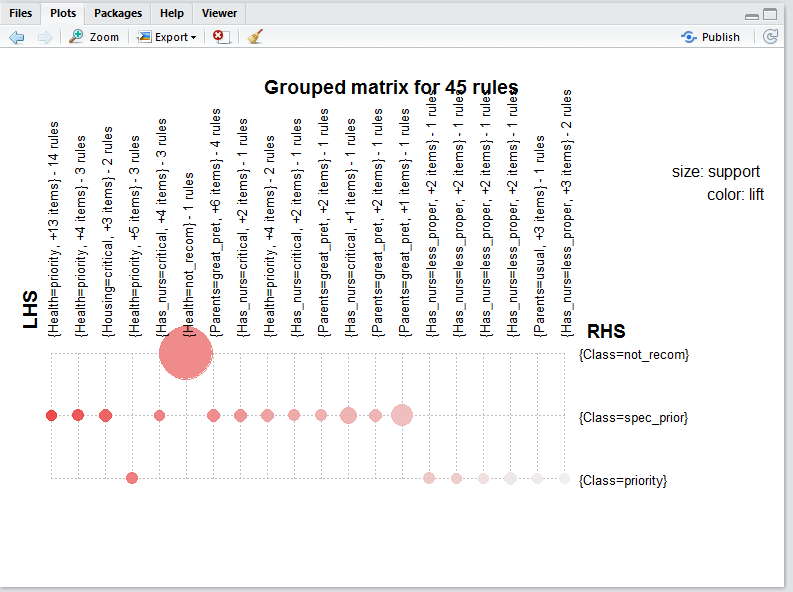 Files Plots Packages Help Viewer
Zoom Export Publish
Grouped matrix for 45 rules
size: support
color: lift
LHS
{Health=priority, +13 items} - 14 rules
{Health=priority, +4 items} - 3 rules
{Housing=critical, +3 items} - 2 rules
{Health=priority, +5 items} - 3 rules
{Has_nurs=critical, +4 items} - 3 rules
{Health=not_recom} - 1 rules
{Parents=great_pret, +6 items} - 4 rules
{Has_nurs=critical, +2 items} - 1 rules
{Health=priority, +4 items} - 2 rules
{Has_nurs=critical, +2 items} - 1 rules
{Parents=great_pret, +2 items} - 1 rules
{Has_nurs=critical, +1 items} - 1 rules
{Parents=great_pret, +2 items} - 1 rules
{Parents=great_pret, +1 items} - 1 rules
{Has_nurs=less_proper, +2 items} - 1 rules
{Has_nurs=less_proper, +2 items} - 1 rules
{Has_nurs=less_proper, +2 items} - 1 rules
{Has_nurs=less_proper, +2 items} - 1 rules
{Parents=usual, +3 items} - 1 rules
{Has_nurs=less_proper, +3 items} - 2 rules
RHS
{Class=not_recom}
{Class=spec_prior}
{Class=priority}